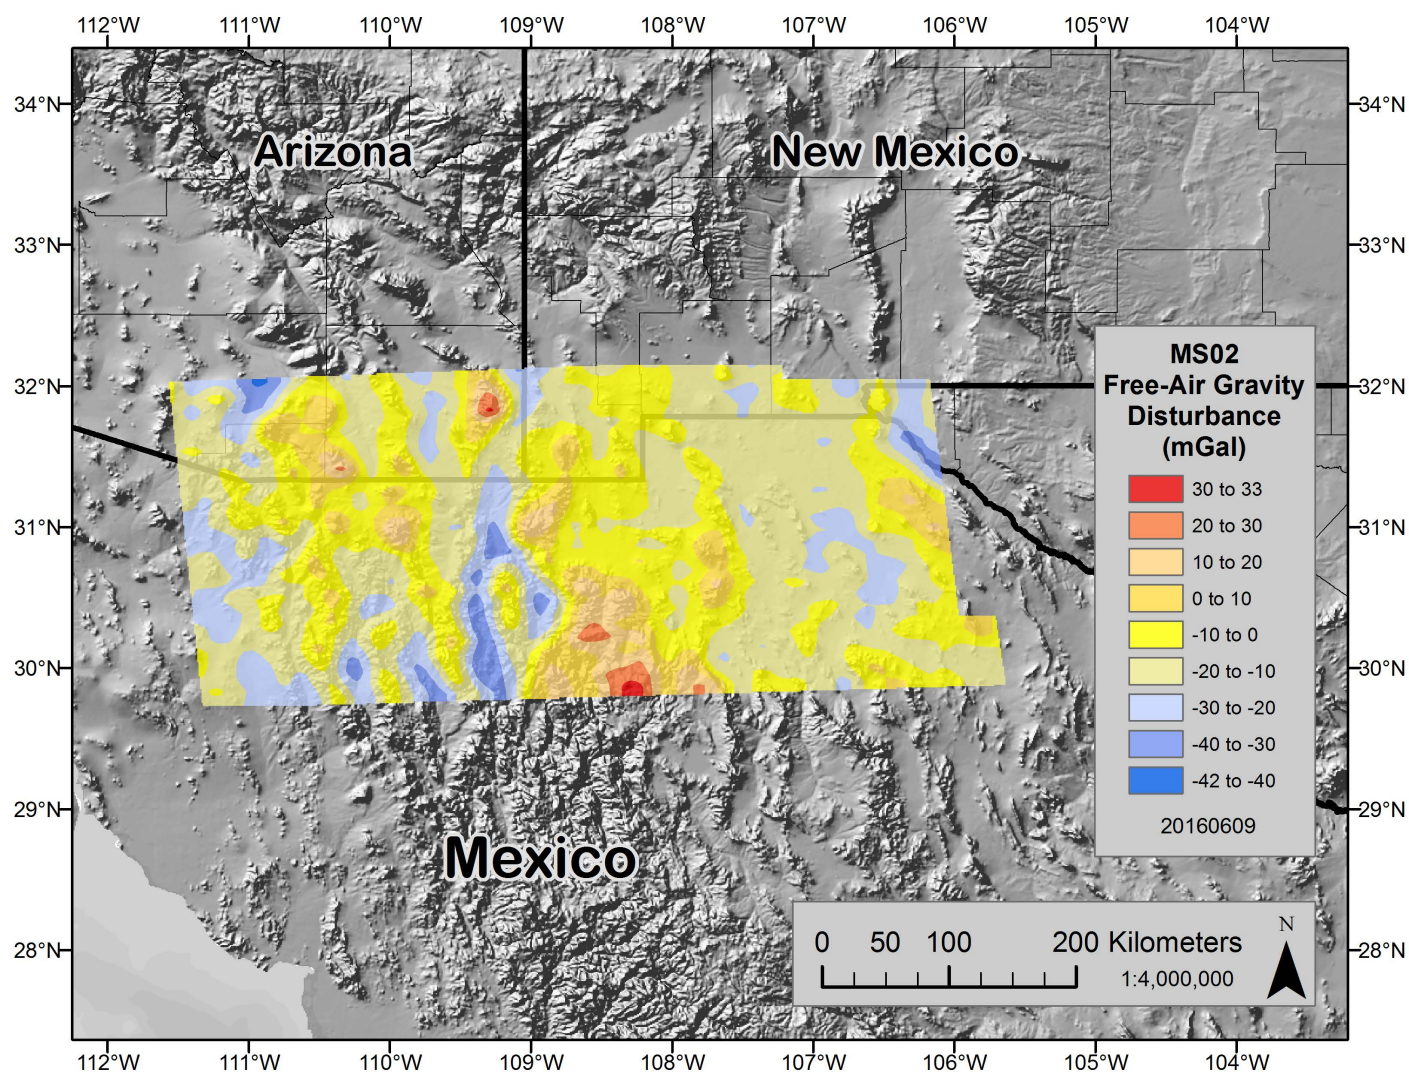 112°W 111°W 110°W 109°W 108°W 107°W 106°W 105°W 104°W
34°N 34°N
Arizona New Mexico
33°N 33°N
32°N 32°N
MS02
Free-Air Gravity
Disturbance
(mGal)
30 to 33
20 to 30
10 to 20
0 to 10
-10 to 0
-20 to -10
-30 to -20
-40 to -30
-42 to -40
20160609
31°N 31°N
30°N 30°N
29°N 29°N
Mexico
28°N 28°N
N
0 50 100 200 Kilometers
1:4,000,000
112°W 111°W 110°W 109°W 108°W 107°W 106°W 105°W 104°W